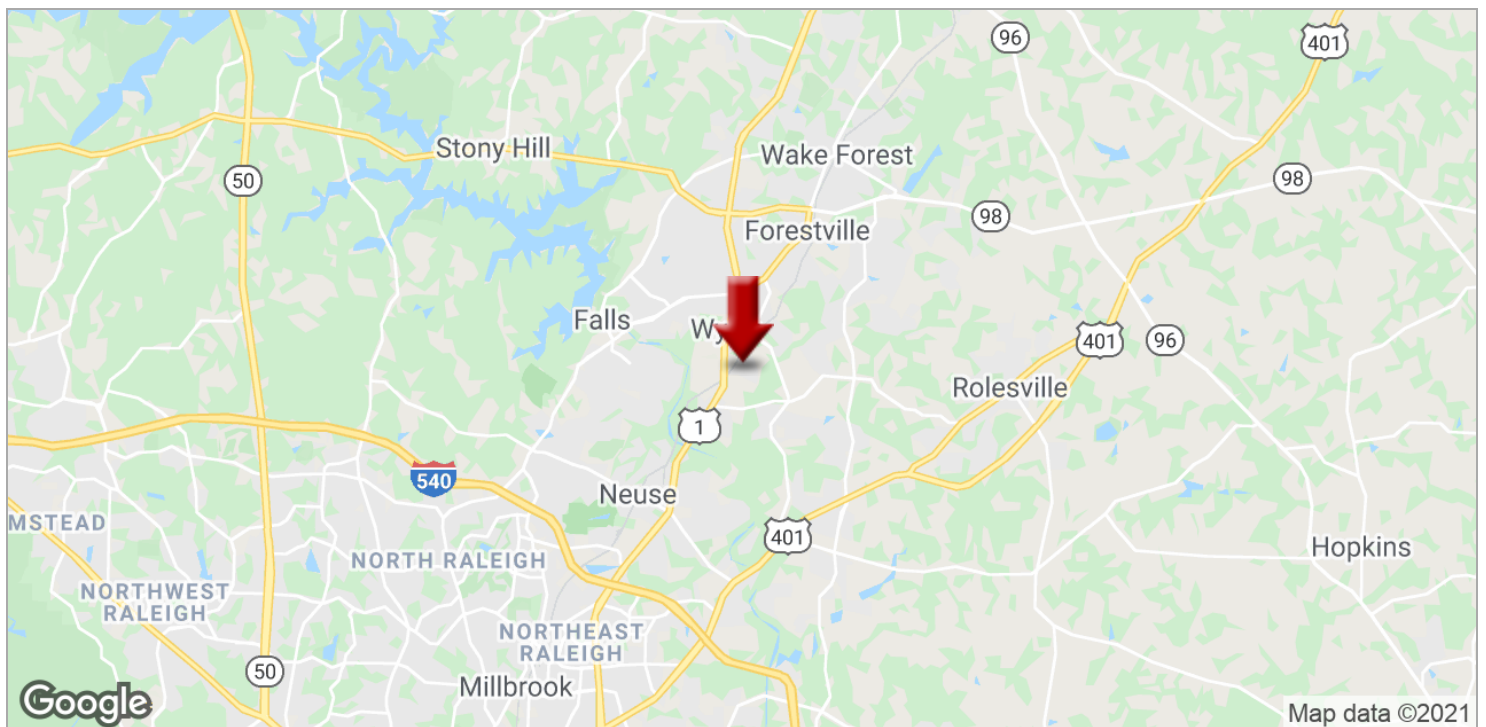 96
401
Stony Hill
Wake Forest
50
98
98
Forestville
Falls
Wy
401
96
Rolesville
1
540
Neuse
MSTEAD
401
Hopkins
NORTH RALEIGH
NORTHWEST
RALEIGH
NORTHEAST
RALEIGH
50
Millbrook
Google
Map data ©2021